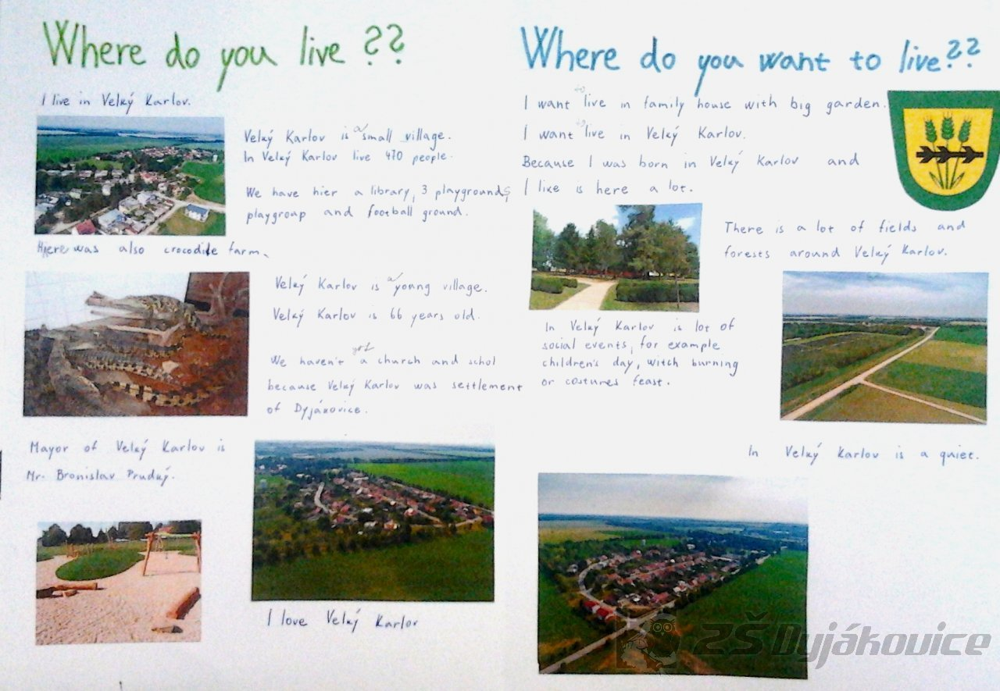 Where do you live ??
I live in Velký Karlov.
Velký Karlov is a small village.
In Velký Karlov live 470 people.
We have hier a library, 3 playgrounds,
playgroup and football ground.
Here was also crocodile farm.
Velký Karlov is a young village.
Velký Karlov is 66 years old.
We haven't got a church and school
because Velký Karlov was settlement
of Dyjákovice.
Mayor of Velký Karlov is
Mr. Bronislav Prudký.
I love Velký Karlov
Where do you want to live??
I want to live in family house with big garden.
I want to live in Velký Karlov.
Because I was born in Velký Karlov and
I like is here a lot.
There is a lot of fields and
forests around Velký Karlov.
In Velký Karlov is lot of
social events, for example
children's day, witch burning
or costumes feast.
In Velký Karlov is a quiet.
ZŠ Dyjákovice